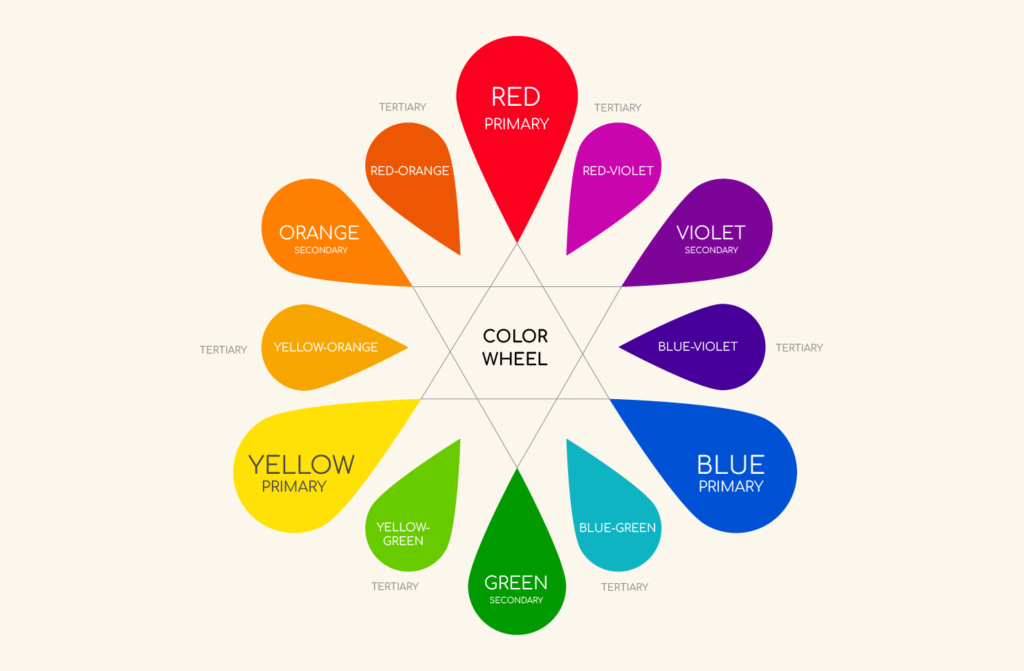 RED
PRIMARY
TERTIARY
TERTIARY
RED-ORANGE
RED-VIOLET
ORANGE
SECONDARY
VIOLET
SECONDARY
COLOR
WHEEL
TERTIARY
YELLOW-ORANGE
BLUE-VIOLET
TERTIARY
YELLOW
PRIMARY
BLUE
PRIMARY
YELLOW-
GREEN
BLUE-GREEN
TERTIARY
GREEN
SECONDARY
TERTIARY